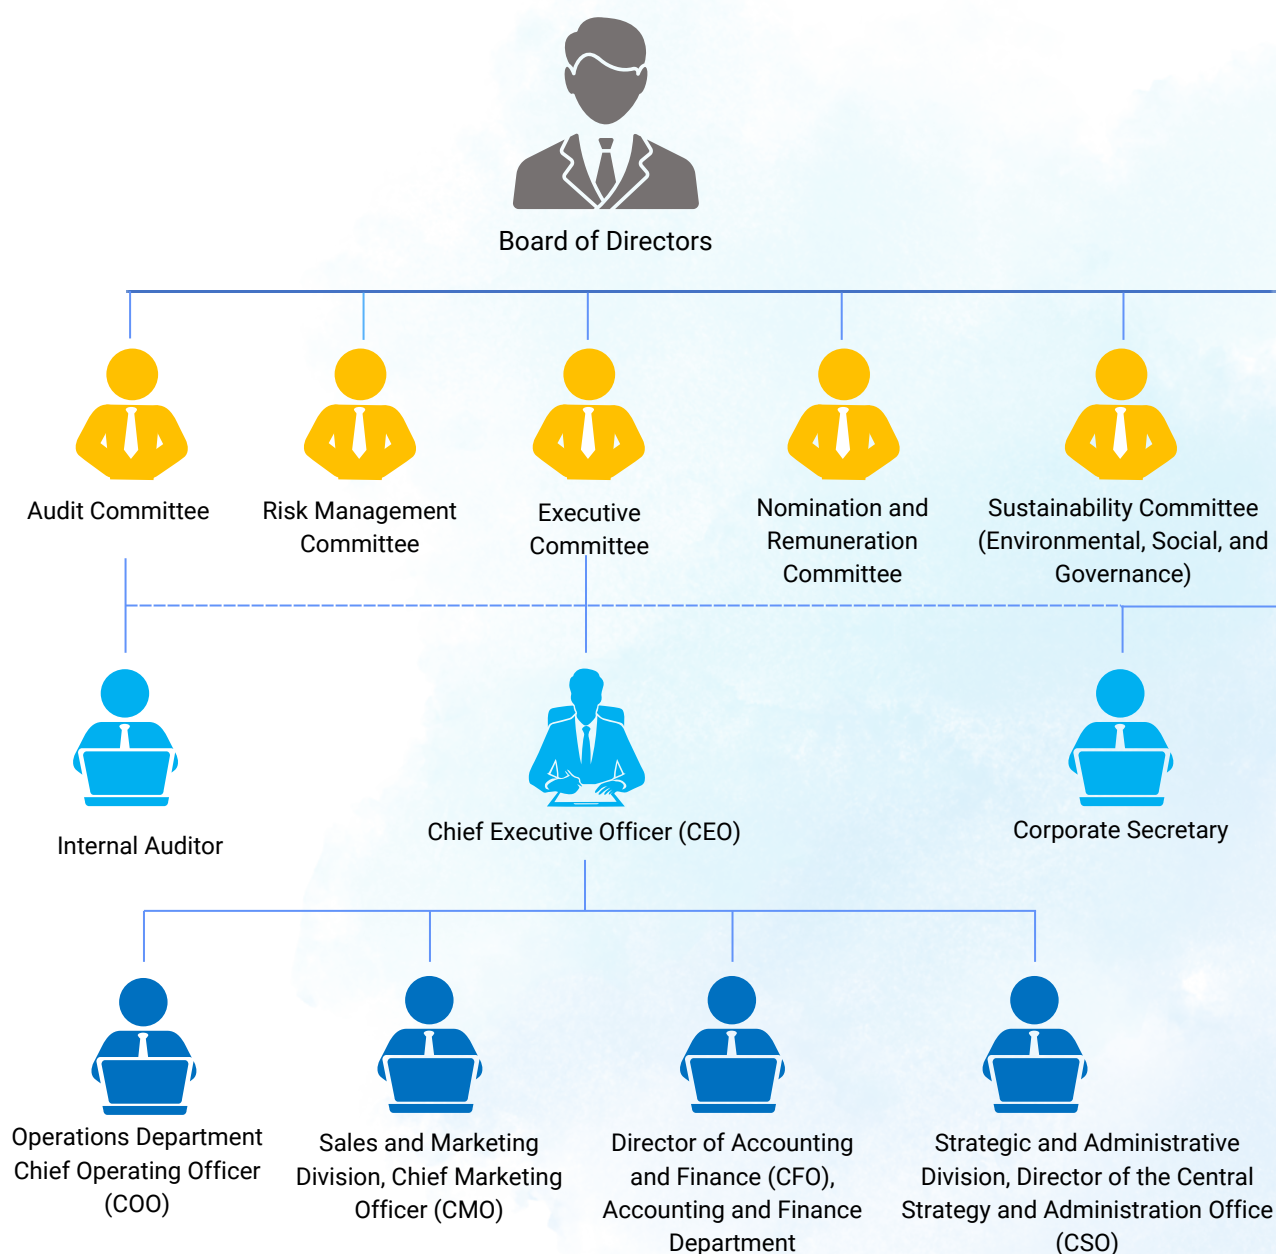 Board of Directors
Audit Committee
Risk Management
Committee
Executive
Committee
Nomination and
Remuneration
Committee
Sustainability Committee
(Environmental, Social, and
Governance)
Internal Auditor
Chief Executive Officer (CEO)
Corporate Secretary
Operations Department
Chief Operating Officer
(COO)
Sales and Marketing
Division, Chief Marketing
Officer (CMO)
Director of Accounting
and Finance (CFO),
Accounting and Finance
Department
Strategic and Administrative
Division, Director of the Central
Strategy and Administration Office
(CSO)